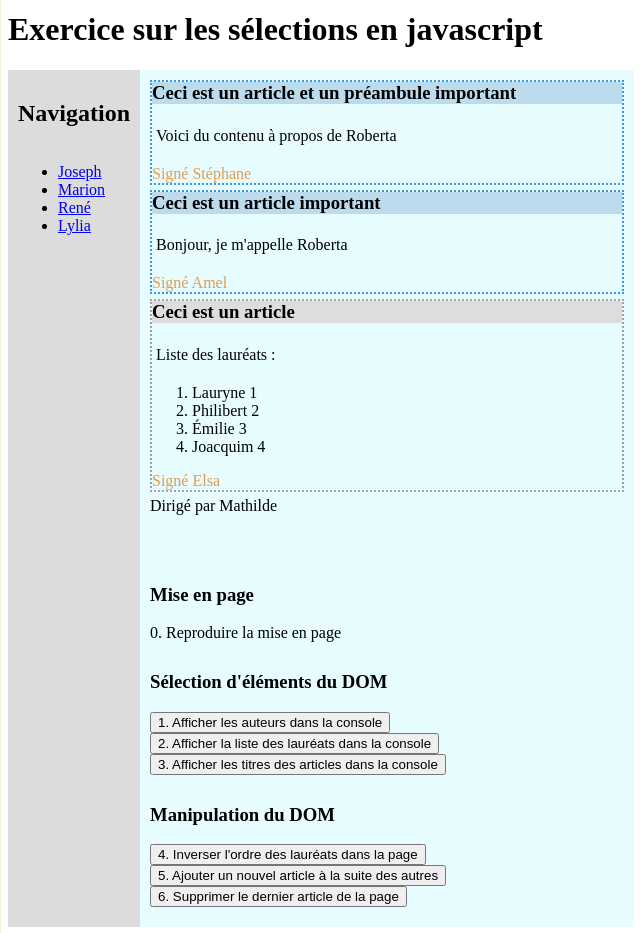 Exercice sur les sélections en javascript
Navigation
Joseph
Marion
René
Lylia
Ceci est un article et un préambule important
Voici du contenu à propos de Roberta
Signé Stéphane
Ceci est un article important
Bonjour, je m'appelle Roberta
Signé Amel
Ceci est un article
Liste des lauréats :
1. Lauryne 1
2. Philibert 2
3. Émilie 3
4. Joacquim 4
Signé Elsa
Dirigé par Mathilde
Mise en page
0. Reproduire la mise en page
Sélection d'éléments du DOM
1. Afficher les auteurs dans la console
2. Afficher la liste des lauréats dans la console
3. Afficher les titres des articles dans la console
Manipulation du DOM
4. Inverser l'ordre des lauréats dans la page
5. Ajouter un nouvel article à la suite des autres
6. Supprimer le dernier article de la page